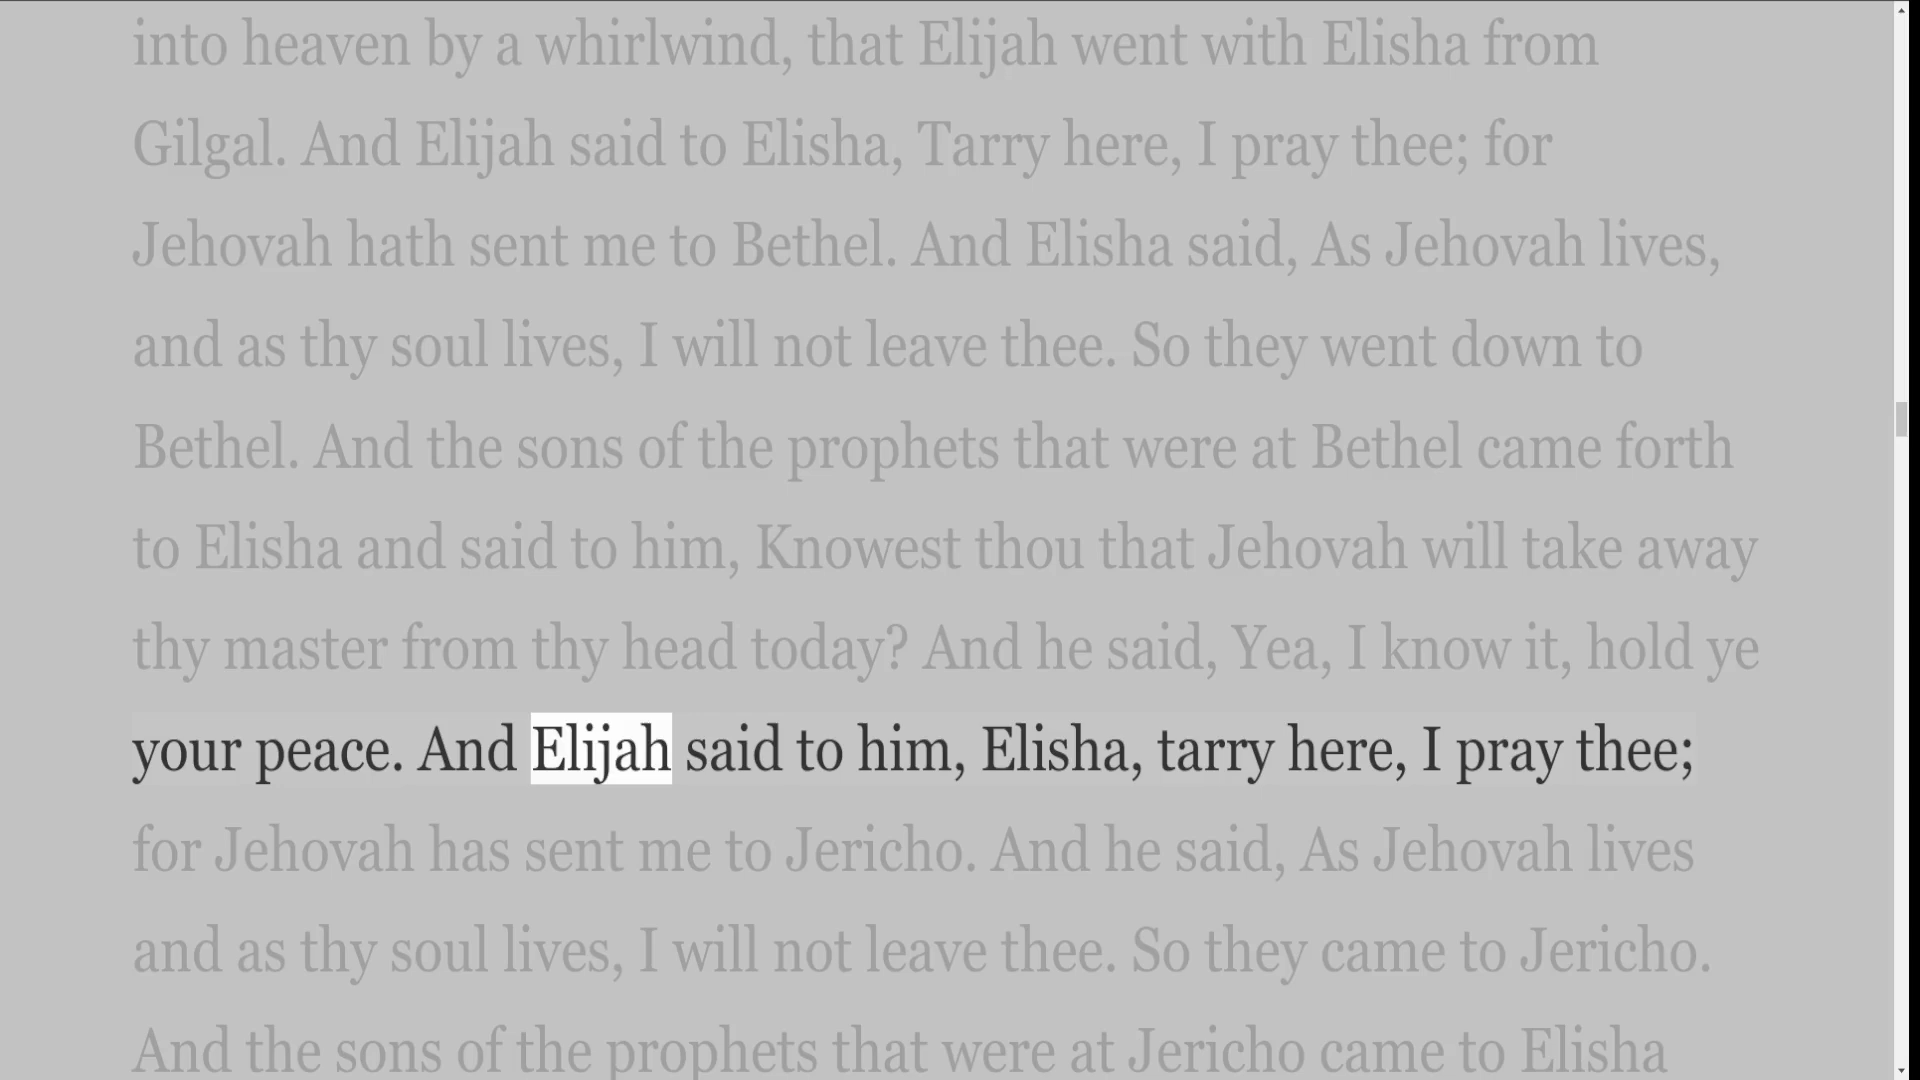 into heaven by a whirlwind, that Elijah went with Elisha from
Gilgal. And Elijah said to Elisha, Tarry here, I pray thee; for
Jehovah hath sent me to Bethel. And Elisha said, As Jehovah lives,
and as thy soul lives, I will not leave thee. So they went down to
Bethel. And the sons of the prophets that were at Bethel came forth
to Elisha and said to him, Knowest thou that Jehovah will take away
thy master from thy head today? And he said, Yea, I know it, hold ye
your peace. And Elijah said to him, Elisha, tarry here, I pray thee;
for Jehovah has sent me to Jericho. And he said, As Jehovah lives
and as thy soul lives, I will not leave thee. So they came to Jericho.
And the sons of the prophets that were at Jericho came to Elisha